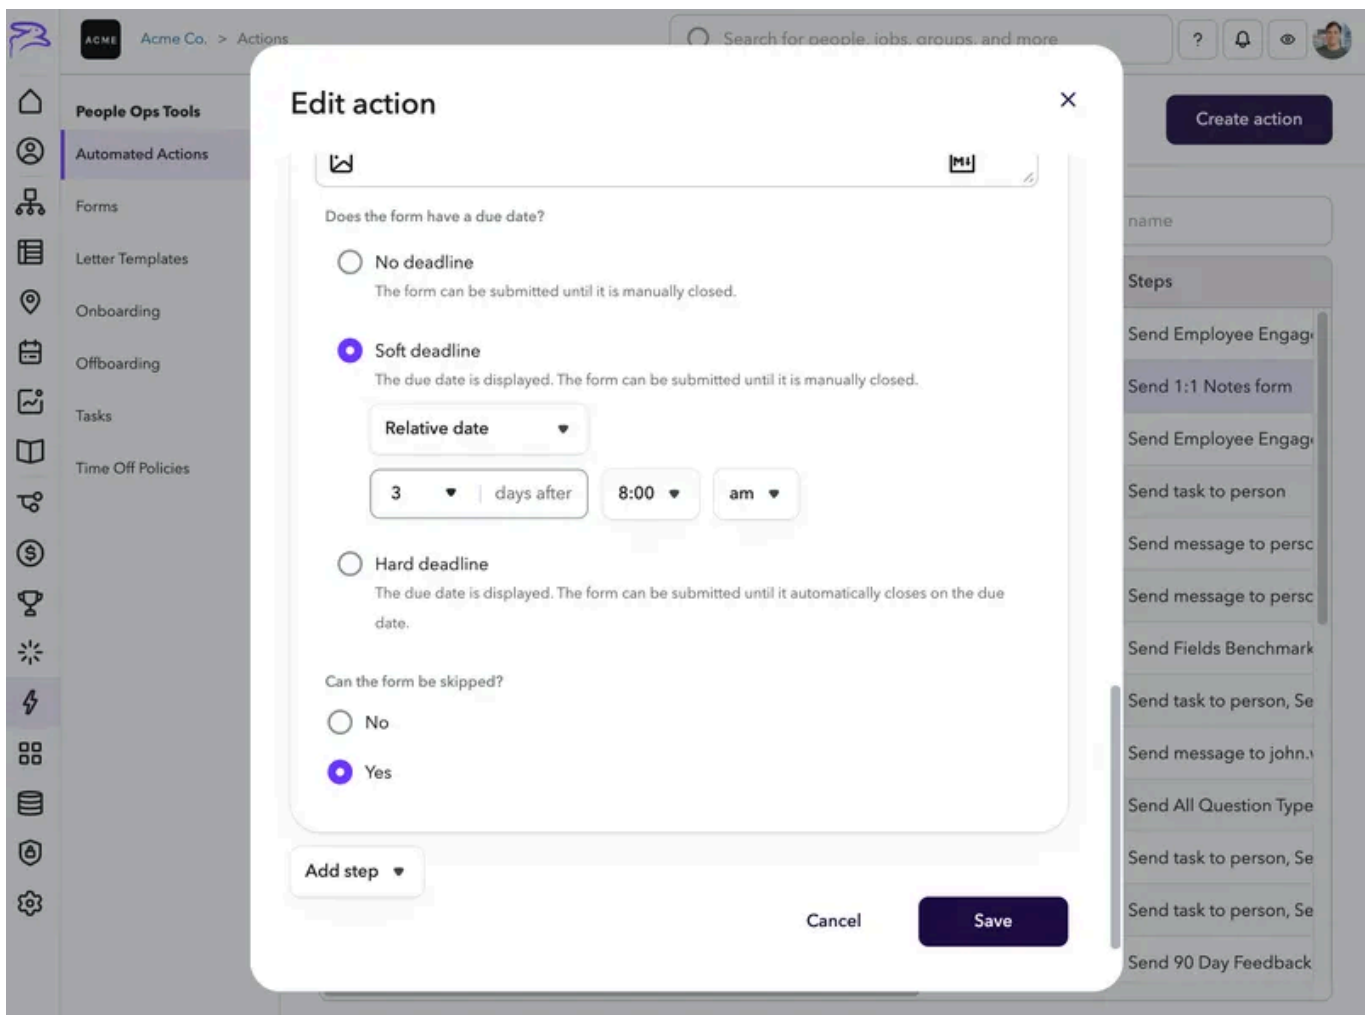 ACME
Acme Co. > Actions
Search for people, jobs, groups, and more
?
People Ops Tools
Automated Actions
Forms
Letter Templates
Onboarding
Offboarding
Tasks
Time Off Policies
Edit action
Does the form have a due date?
No deadline
The form can be submitted until it is manually closed.
Soft deadline
The due date is displayed. The form can be submitted until it is manually closed.
Relative date
3 days after 8:00 am
Hard deadline
The due date is displayed. The form can be submitted until it automatically closes on the due
date.
Can the form be skipped?
No
Yes
Add step
Cancel
Save
Create action
name
Steps
Send Employee Engag
Send 1:1 Notes form
Send Employee Engag
Send task to person
Send message to perso
Send message to perso
Send Fields Benchmark
Send task to person, Se
Send message to john.
Send All Question Type
Send task to person, Se
Send task to person, Se
Send 90 Day Feedback